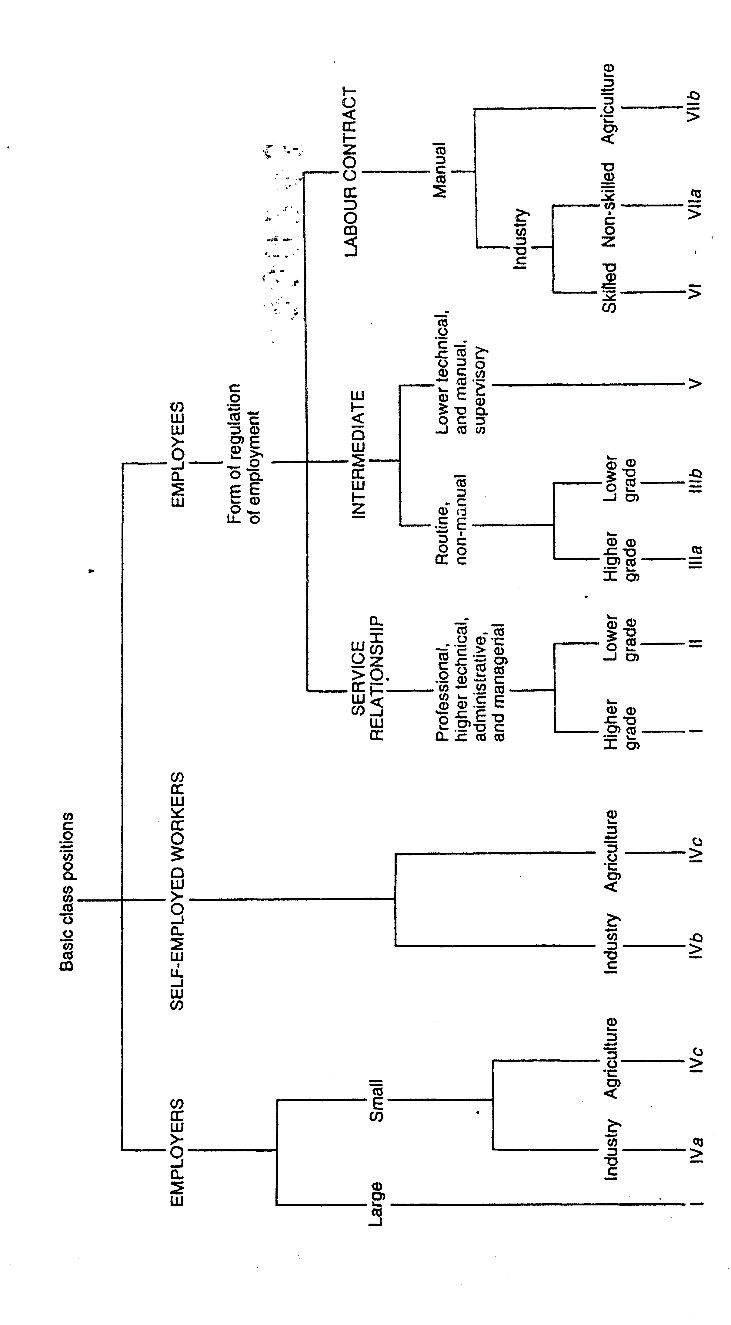 Basic class positions
EMPLOYERS
SELF-EMPLOYED WORKERS
EMPLOYEES
Form of regulation
of employment
Large
Small
SERVICE
RELATIONSHIP
INTERMEDIATE
LABOUR CONTRACT
Professional,
higher technical,
administrative,
and managerial
Routine,
non-manual
Lower technical,
and manual,
supervisory
Manual
Industry
Industry
Agriculture
Industry
Agriculture
Higher
grade
Lower
grade
Higher
grade
Lower
grade
Skilled
Non-skilled
Agriculture
I
IVa
IVc
IVb
IVc
I
II
IIIa
IIIb
V
VI
VIIa
VIIb